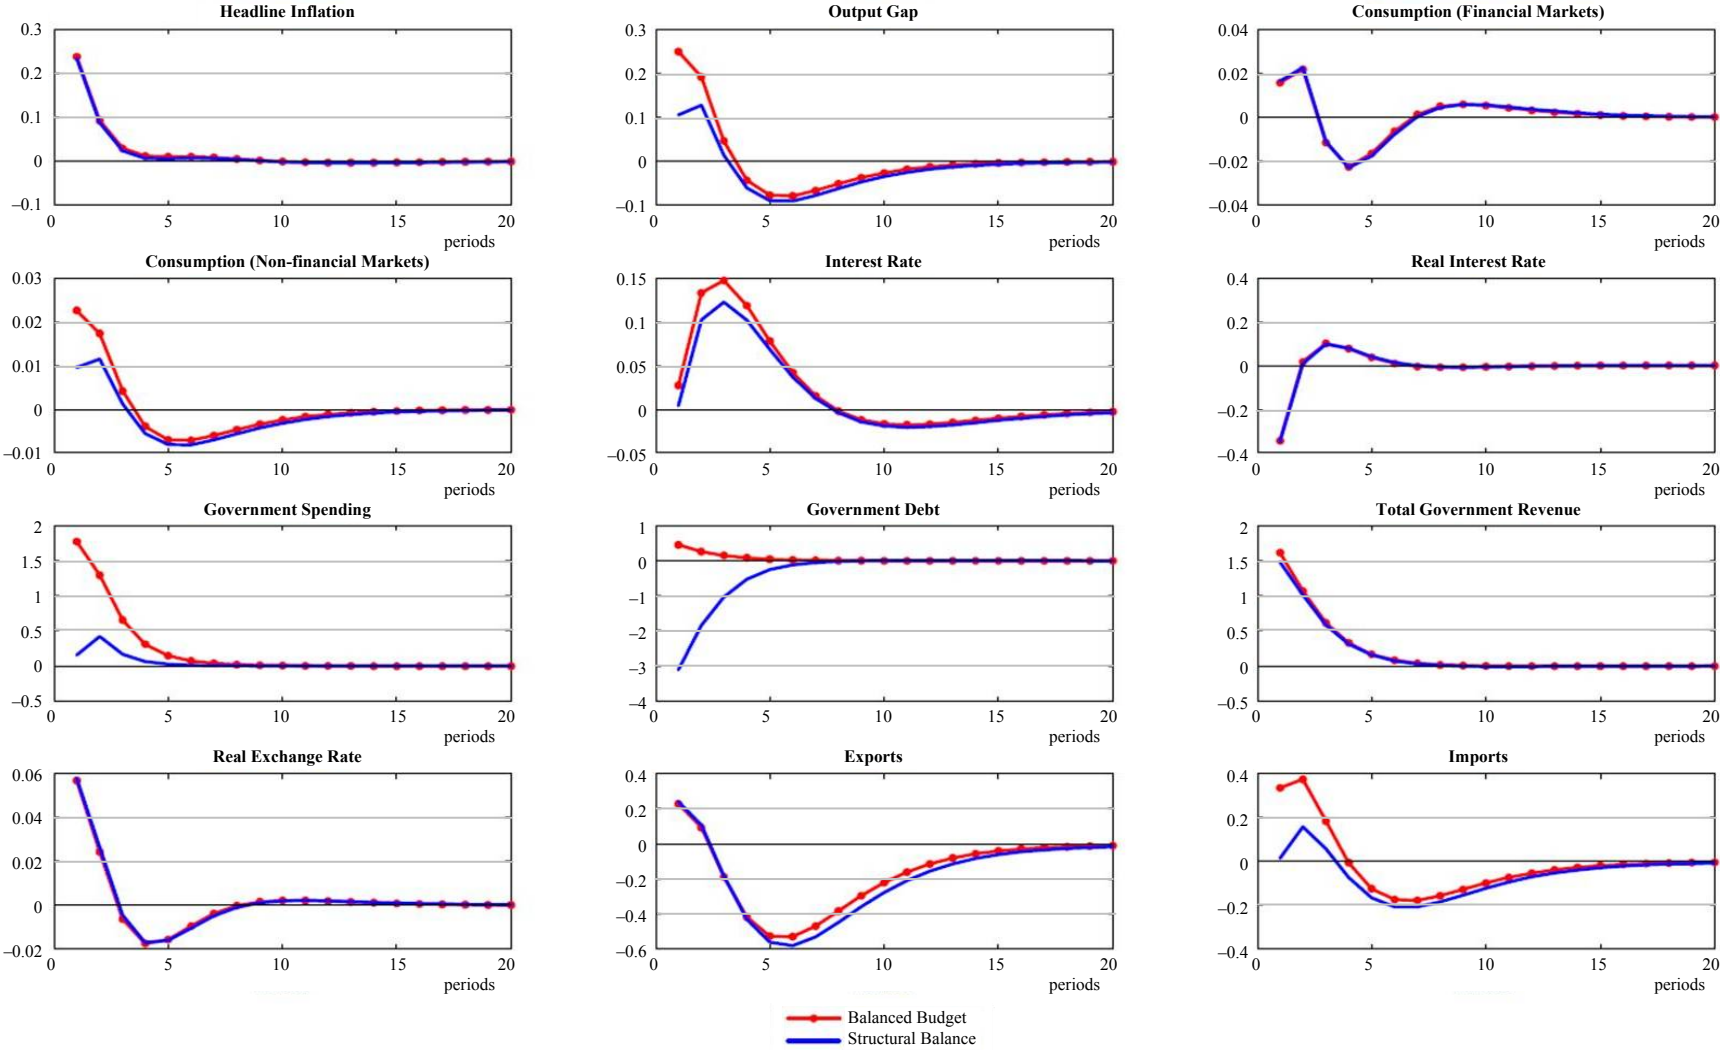 Headline Inflation
0.3
0.2
0.1
0
–0.1
0 5 10 15 20
periods
Output Gap
0.3
0.2
0.1
0
–0.1
0 5 10 15 20
periods
Consumption (Financial Markets)
0.04
0.02
0
–0.02
–0.04
0 5 10 15 20
periods
Consumption (Non-financial Markets)
0.03
0.02
0.01
0
–0.01
0 5 10 15 20
periods
Interest Rate
0.15
0.1
0.05
0
–0.05
0 5 10 15 20
periods
Real Interest Rate
0.4
0.2
0
–0.2
–0.4
0 5 10 15 20
periods
Government Spending
2
1.5
1
0.5
0
–0.5
0 5 10 15 20
periods
Government Debt
1
0
–1
–2
–3
–4
0 5 10 15 20
periods
Total Government Revenue
2
1.5
1
0.5
0
–0.5
0 5 10 15 20
periods
Real Exchange Rate
0.06
0.04
0.02
0
–0.02
0 5 10 15 20
periods
Exports
0.4
0.2
0
–0.2
–0.4
–0.6
0 5 10 15 20
periods
Imports
0.4
0.2
0
–0.2
–0.4
0 5 10 15 20
periods
Balanced Budget
Structural Balance